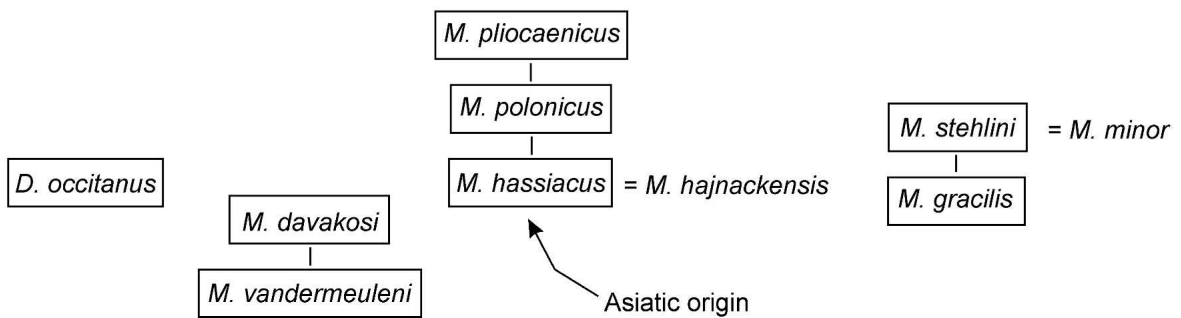 M. pliocaenicus
M. polonicus
M. stehlini = M. minor
D. occitanus
M. hassiacus = M. hajnackensis
M. gracilis
M. davakosi
M. vandermeuleni
Asiatic origin